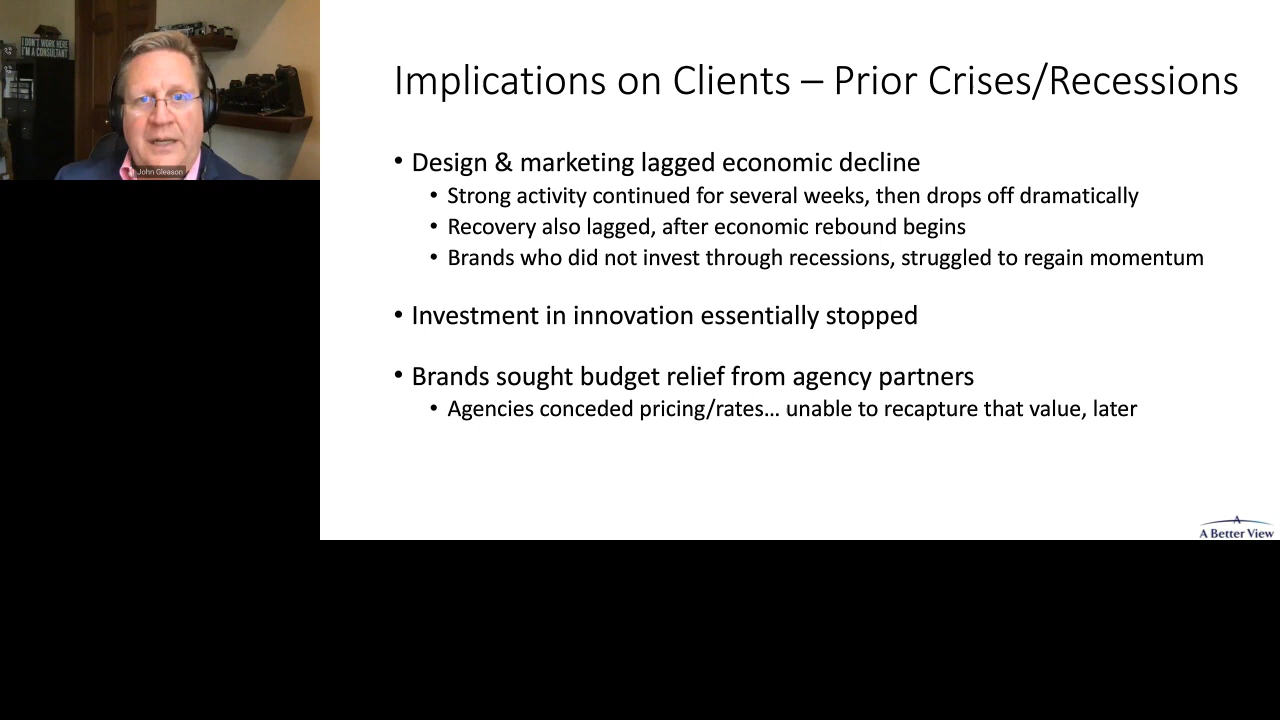 I DON'T WORK HERE
I'M A CONSULTANT
John Gleason
Implications on Clients – Prior Crises/Recessions
• Design & marketing lagged economic decline
• Strong activity continued for several weeks, then drops off dramatically
• Recovery also lagged, after economic rebound begins
• Brands who did not invest through recessions, struggled to regain momentum
• Investment in innovation essentially stopped
• Brands sought budget relief from agency partners
• Agencies conceded pricing/rates... unable to recapture that value, later
A
A Better View